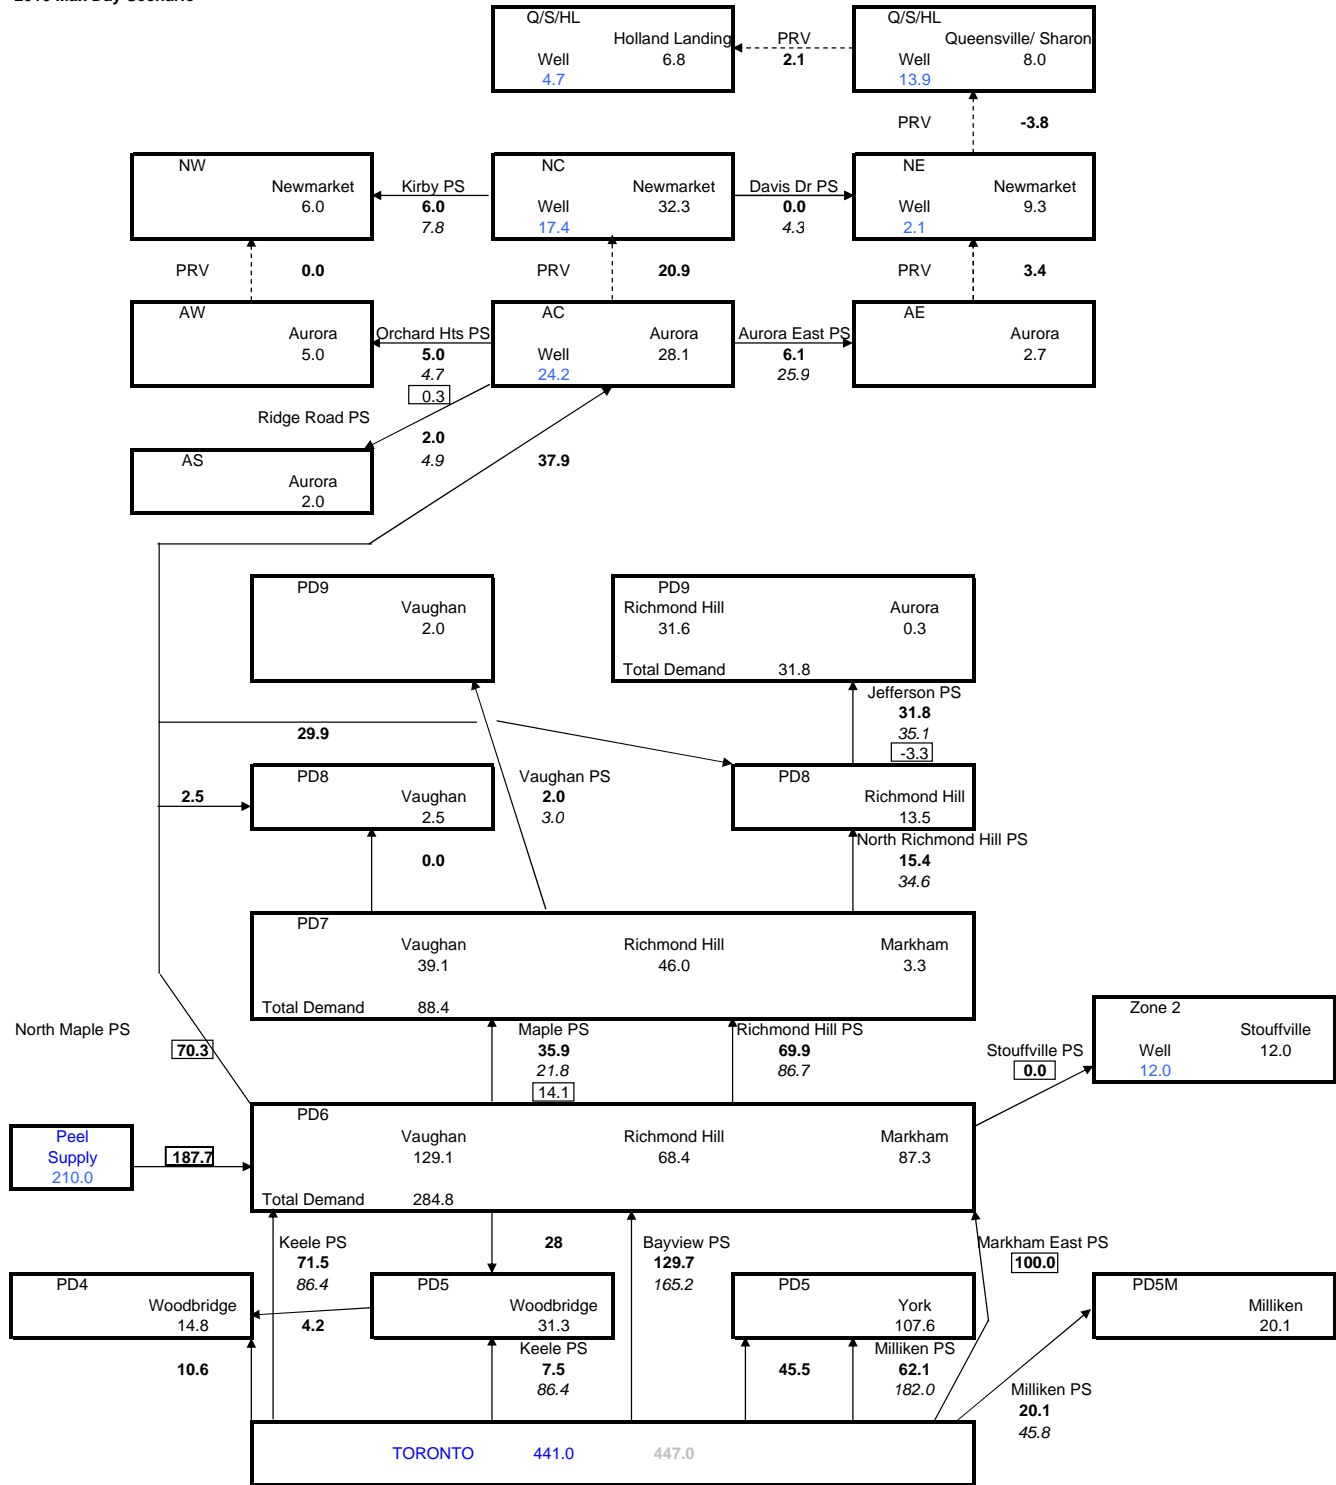 Q/S/HL
Holland Landing
Well 6.8
4.7
PRV
2.1
Q/S/HL
Queensville/ Sharon
Well 8.0
13.9
PRV -3.8
NW
Newmarket
6.0
Kirby PS
6.0
7.8
NC
Newmarket
Well 32.3
17.4
Davis Dr PS
0.0
4.3
NE
Newmarket
Well 9.3
2.1
PRV 0.0
PRV 20.9
PRV 3.4
AW
Aurora
5.0
Orchard Hts PS
5.0
4.7
0.3
AC
Aurora
Well 28.1
24.2
Aurora East PS
6.1
25.9
AE
Aurora
2.7
Ridge Road PS
2.0
4.9
37.9
AS
Aurora
2.0
PD9
Vaughan
2.0
PD9
Richmond Hill Aurora
31.6 0.3
Total Demand 31.8
Jefferson PS
31.8
35.1
-3.3
29.9
2.5
PD8
Vaughan
2.5
Vaughan PS
2.0
3.0
PD8
Richmond Hill
13.5
0.0
North Richmond Hill PS
15.4
34.6
PD7
Vaughan Richmond Hill Markham
39.1 46.0 3.3
Total Demand 88.4
North Maple PS
70.3
Maple PS
35.9
21.8
14.1
Richmond Hill PS
69.9
86.7
Stouffville PS
0.0
Zone 2
Stouffville
Well 12.0
12.0
Peel
Supply
210.0
187.7
PD6
Vaughan Richmond Hill Markham
129.1 68.4 87.3
Total Demand 284.8
Keele PS
71.5
86.4
28
Bayview PS
129.7
165.2
Markham East PS
100.0
PD4
Woodbridge
14.8
4.2
PD5
Woodbridge
31.3
PD5
York
107.6
PD5M
Milliken
20.1
10.6
Keele PS
7.5
86.4
45.5
Milliken PS
62.1
182.0
Milliken PS
20.1
45.8
TORONTO 441.0 447.0